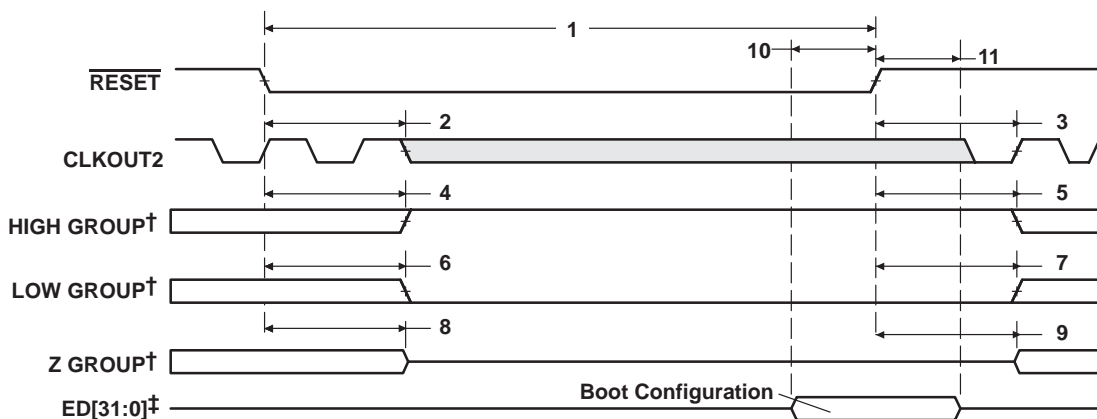 1
10
11
RESET
2
3
CLKOUT2
4
5
HIGH GROUP†
6
7
LOW GROUP†
8
9
Z GROUP†
Boot Configuration
ED[31:0]‡